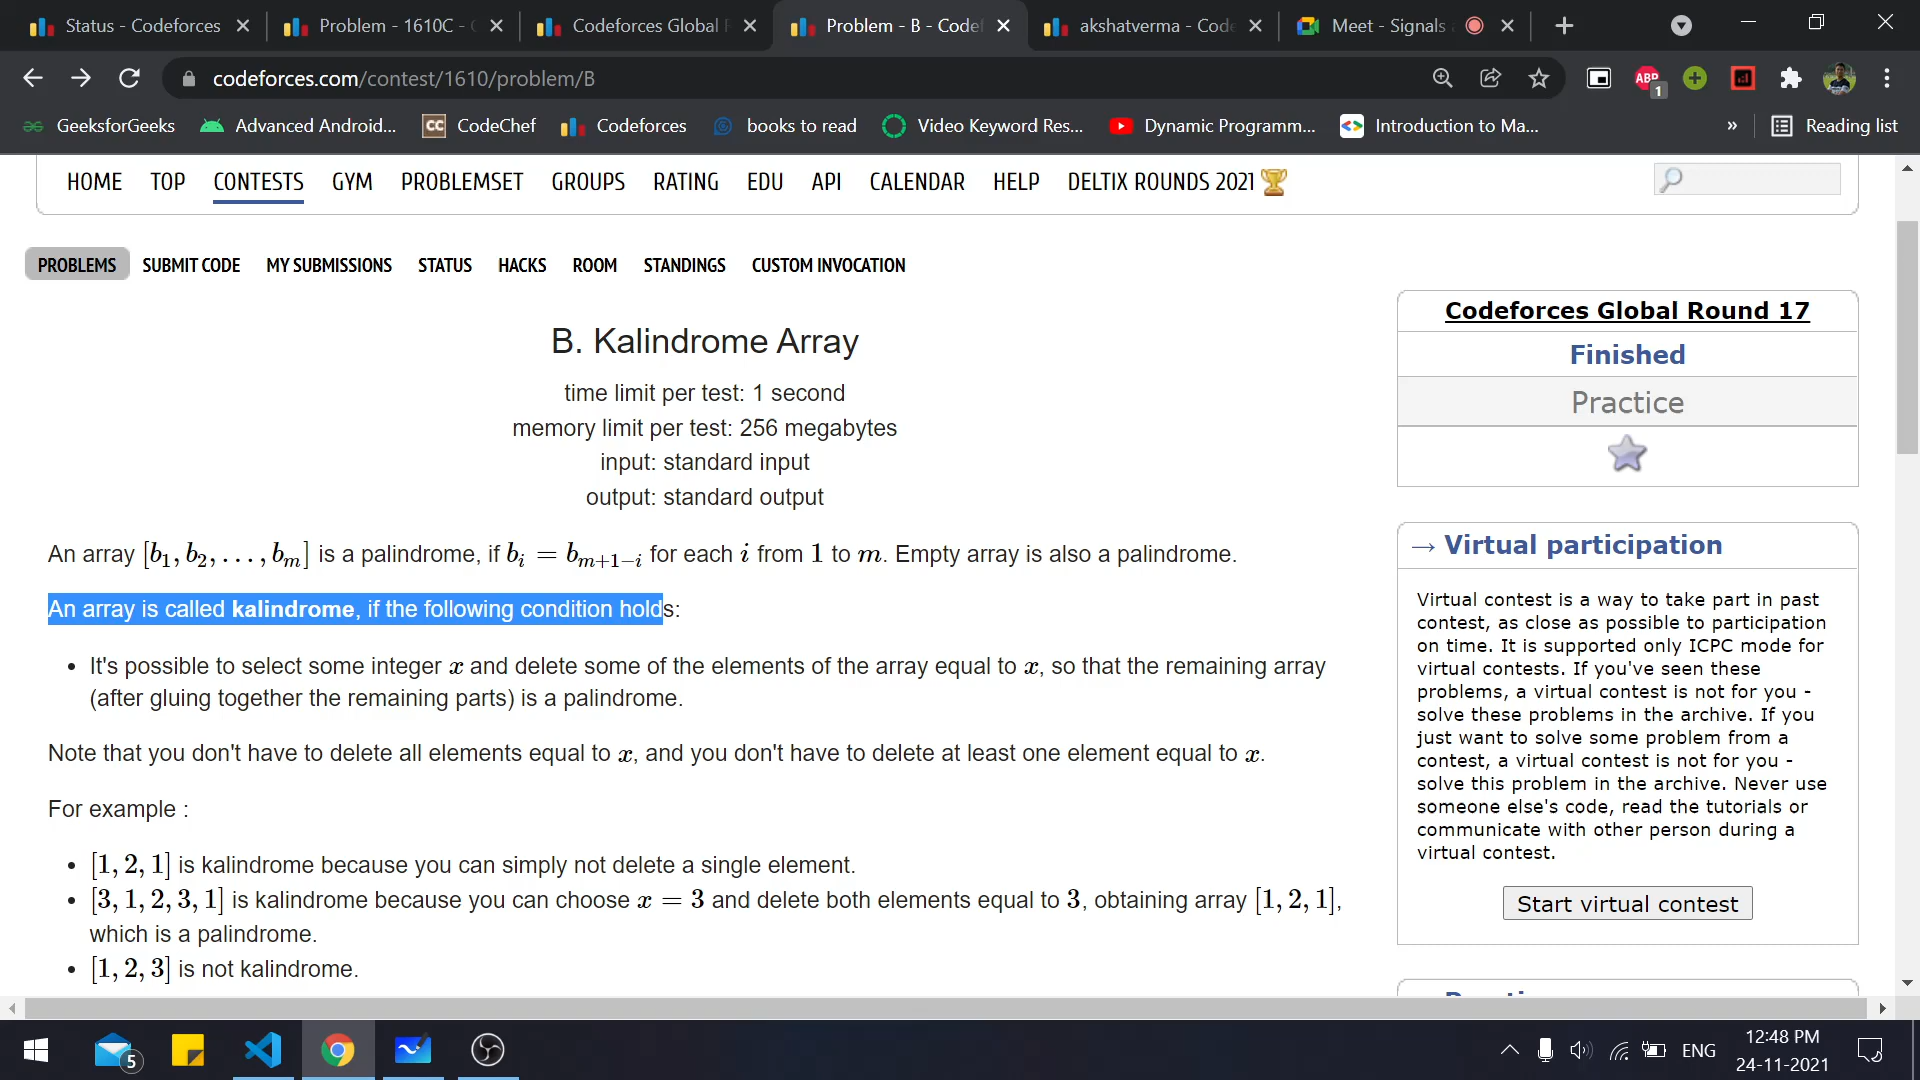 Status - Codeforces
Problem - 1610C -
Codeforces Global
Problem - B - Codef
akshatverma - Code
Meet - Signals
codeforces.com/contest/1610/problem/B
ABP
1
GeeksforGeeks
Advanced Android...
CC CodeChef
Codeforces
books to read
Video Keyword Res...
Dynamic Programm...
Introduction to Ma...
»
Reading list
HOME TOP CONTESTS GYM PROBLEMSET GROUPS RATING EDU API CALENDAR HELP DELTIX ROUNDS 2021
PROBLEMS SUBMIT CODE MY SUBMISSIONS STATUS HACKS ROOM STANDINGS CUSTOM INVOCATION
B. Kalindrome Array
time limit per test: 1 second
memory limit per test: 256 megabytes
input: standard input
output: standard output
An array [b₁, b₂, . . . , bₘ] is a palindrome, if bᵢ = bₘ₊₁₋ᵢ for each i from 1 to m. Empty array is also a palindrome.
An array is called kalindrome, if the following condition holds:
• It's possible to select some integer x and delete some of the elements of the array equal to x, so that the remaining array
(after gluing together the remaining parts) is a palindrome.
Note that you don't have to delete all elements equal to x, and you don't have to delete at least one element equal to x.
For example :
• [1, 2, 1] is kalindrome because you can simply not delete a single element.
• [3, 1, 2, 3, 1] is kalindrome because you can choose x = 3 and delete both elements equal to 3, obtaining array [1, 2, 1],
which is a palindrome.
• [1, 2, 3] is not kalindrome.
Codeforces Global Round 17
Finished
Practice
→ Virtual participation
Virtual contest is a way to take part in past
contest, as close as possible to participation
on time. It is supported only ICPC mode for
virtual contests. If you've seen these
problems, a virtual contest is not for you -
solve these problems in the archive. If you
just want to solve some problem from a
contest, a virtual contest is not for you -
solve this problem in the archive. Never use
someone else's code, read the tutorials or
communicate with other person during a
virtual contest.
Start virtual contest
5
ENG
12:48 PM
24-11-2021